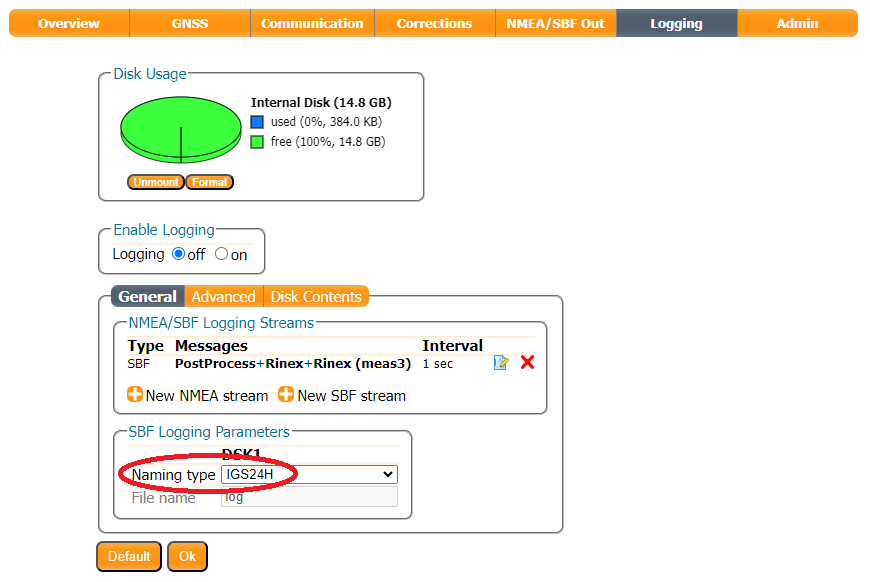 Overview GNSS Communication Corrections NMEA/SBF Out Logging Admin
Disk Usage
Internal Disk (14.8 GB)
used (0%, 384.0 KB)
free (100%, 14.8 GB)
Unmount Format
Enable Logging
Logging off on
General Advanced Disk Contents
NMEA/SBF Logging Streams
Type Messages Interval
SBF PostProcess+Rinex+Rinex (meas3) 1 sec
New NMEA stream New SBF stream
SBF Logging Parameters
DSK1
Naming type IGS24H
File name log
Default Ok